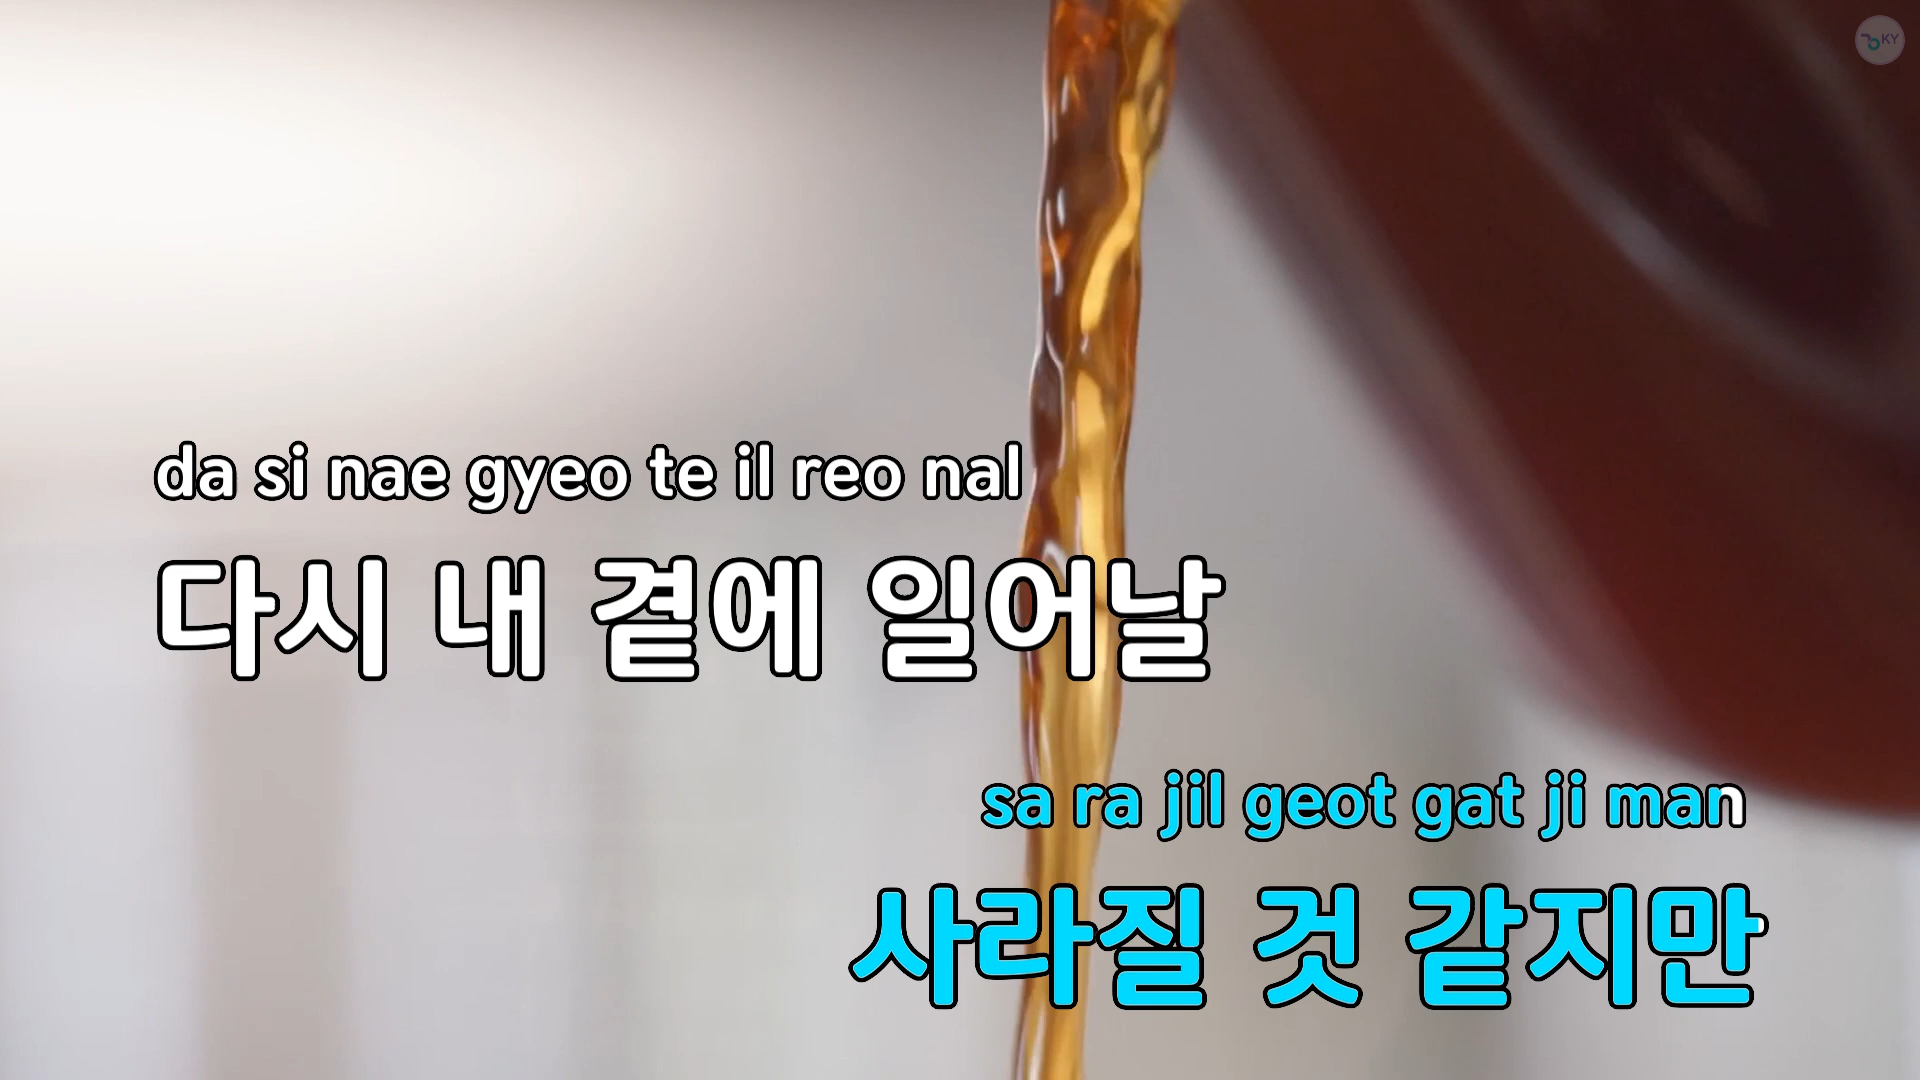 KY
da si nae gyeo te il reo nal
다시 내 곁에 일어날
sa ra jil geot gat ji man
사라질 것 같지만